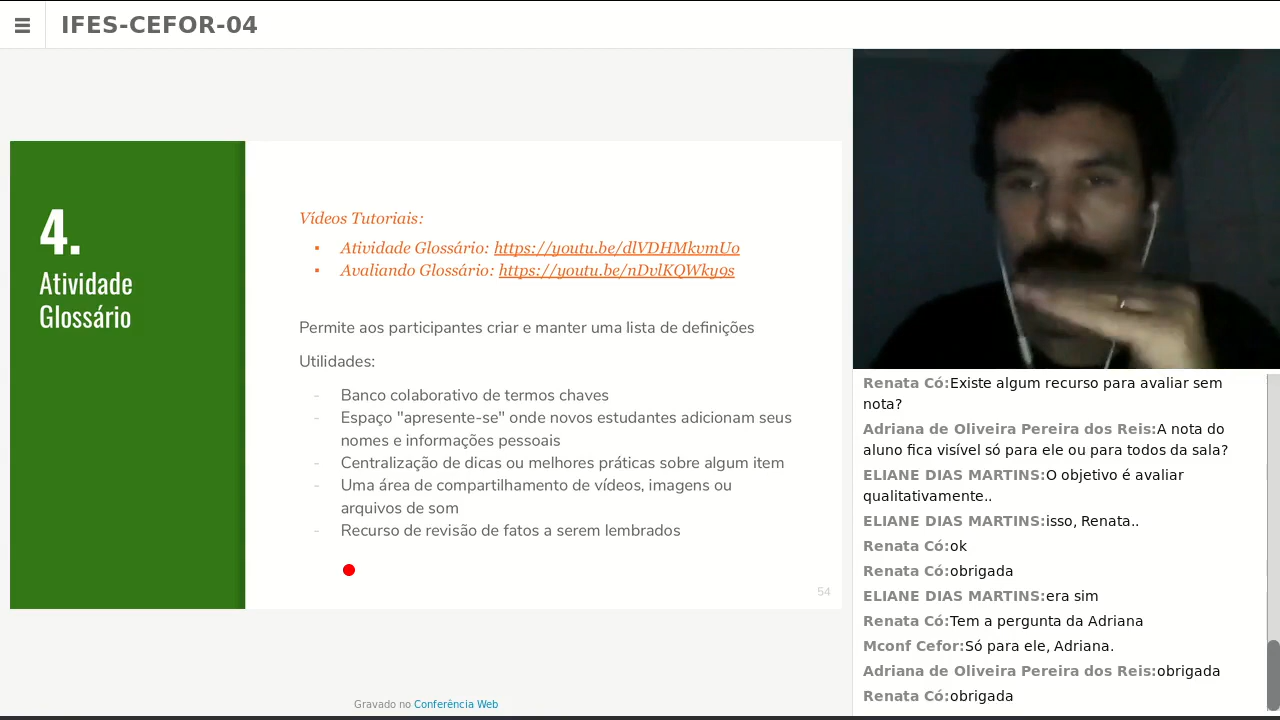 IFES-CEFOR-04
4.
Atividade
Glossário
Vídeos Tutoriais:
▪ Atividade Glossário: https://youtu.be/dlVDHMkvmU0
▪ Avaliando Glossário: https://youtu.be/nDvlKQWky9s
Permite aos participantes criar e manter uma lista de definições
Utilidades:
- Banco colaborativo de termos chaves
- Espaço "apresente-se" onde novos estudantes adicionam seus
nomes e informações pessoais
- Centralização de dicas ou melhores práticas sobre algum item
- Uma área de compartilhamento de vídeos, imagens ou
arquivos de som
- Recurso de revisão de fatos a serem lembrados
54
Gravado no Conferência Web
Renata Có:Existe algum recurso para avaliar sem
nota?
Adriana de Oliveira Pereira dos Reis:A nota do
aluno fica visível só para ele ou para todos da sala?
ELIANE DIAS MARTINS:O objetivo é avaliar
qualitativamente..
ELIANE DIAS MARTINS:isso, Renata..
Renata Có:ok
Renata Có:obrigada
ELIANE DIAS MARTINS:era sim
Renata Có:Tem a pergunta da Adriana
Mconf Cefor:Só para ele, Adriana.
Adriana de Oliveira Pereira dos Reis:obrigada
Renata Có:obrigada